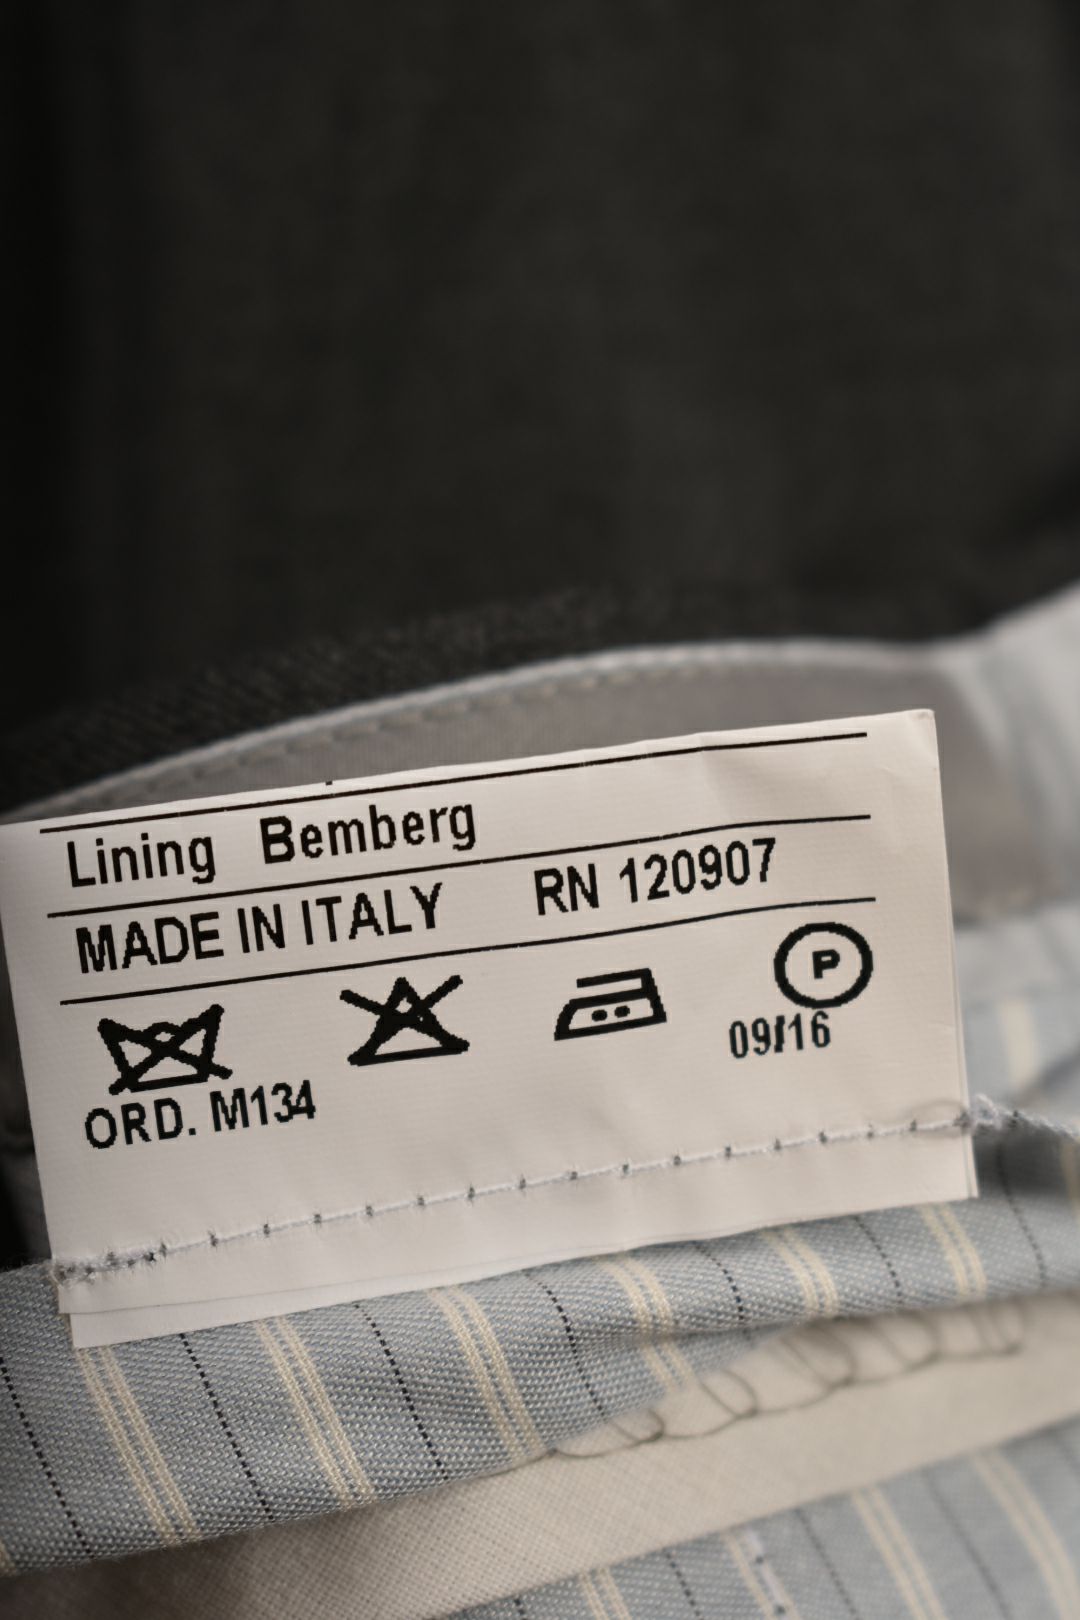 Lining Bemberg
MADE IN ITALY RN 120907
P
09/16
ORD. M134